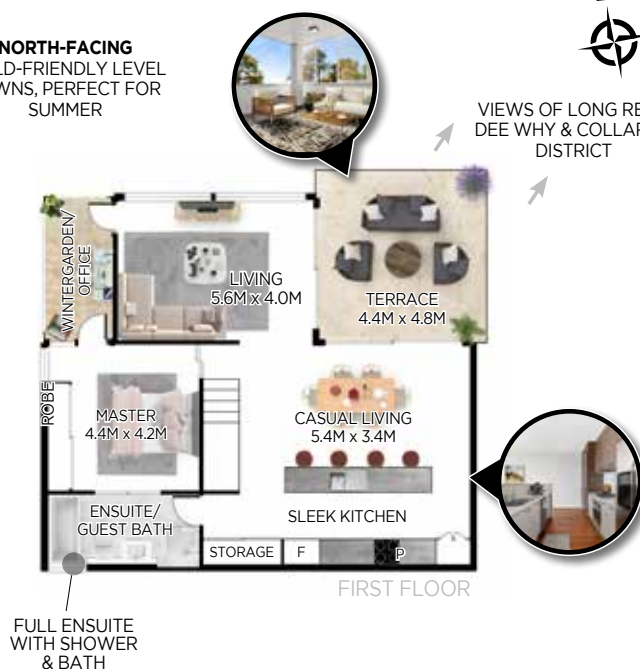 NORTH-FACING
LD-FRIENDLY LEVEL
WNS, PERFECT FOR
SUMMER
VIEWS OF LONG RE
DEE WHY & COLLAR
DISTRICT
WINTERGARDEN/
OFFICE
LIVING
5.6M x 4.0M
TERRACE
4.4M x 4.8M
ROBE
MASTER
4.4M x 4.2M
CASUAL LIVING
5.4M x 3.4M
ENSUITE/
GUEST BATH
SLEEK KITCHEN
STORAGE
F
P
FIRST FLOOR
FULL ENSUITE
WITH SHOWER
& BATH